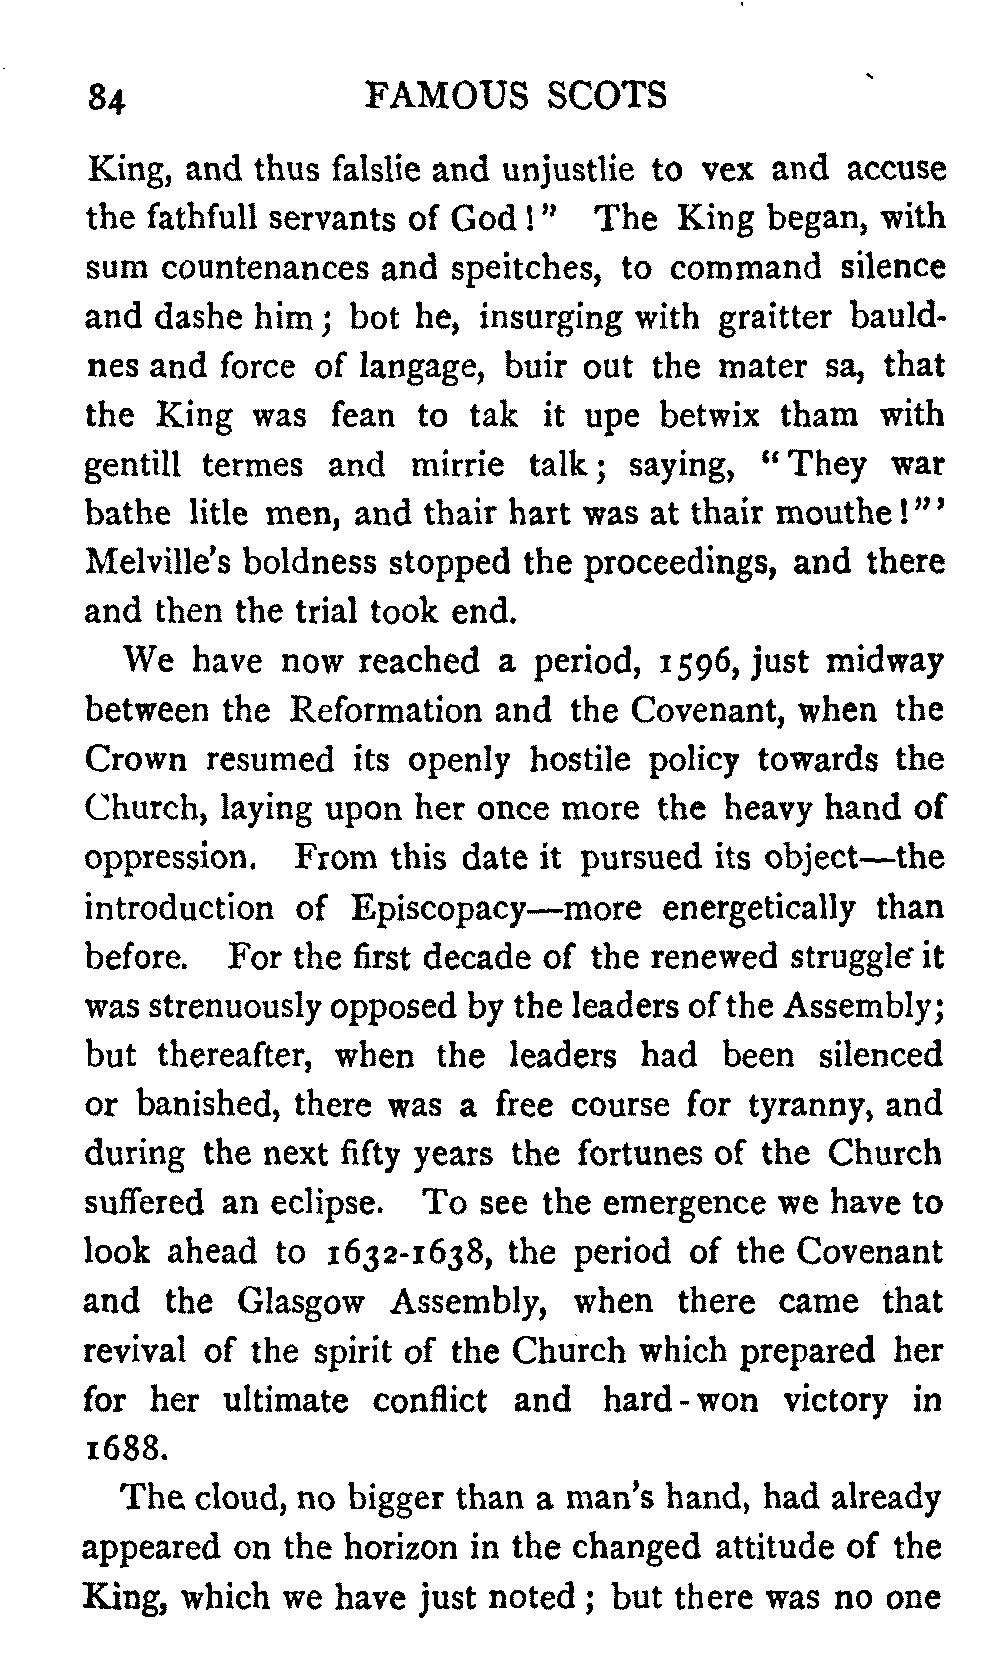 84 FAMOUS SCOTS
King, and thus falslie and unjustlie to vex and accuse
the fathfull servants of God!" The King began, with
sum countenances and speitches, to command silence
and dashe him; bot he, insurging with graitter bauld-
nes and force of langage, buir out the mater sa, that
the King was fean to tak it upe betwix tham with
gentill termes and mirrie talk; saying, "They war
bathe litle men, and thair hart was at thair mouthe!"'
Melville's boldness stopped the proceedings, and there
and then the trial took end.
We have now reached a period, 1596, just midway
between the Reformation and the Covenant, when the
Crown resumed its openly hostile policy towards the
Church, laying upon her once more the heavy hand of
oppression. From this date it pursued its object—the
introduction of Episcopacy—more energetically than
before. For the first decade of the renewed struggle it
was strenuously opposed by the leaders of the Assembly;
but thereafter, when the leaders had been silenced
or banished, there was a free course for tyranny, and
during the next fifty years the fortunes of the Church
suffered an eclipse. To see the emergence we have to
look ahead to 1632-1638, the period of the Covenant
and the Glasgow Assembly, when there came that
revival of the spirit of the Church which prepared her
for her ultimate conflict and hard-won victory in
1688.
The cloud, no bigger than a man's hand, had already
appeared on the horizon in the changed attitude of the
King, which we have just noted; but there was no one